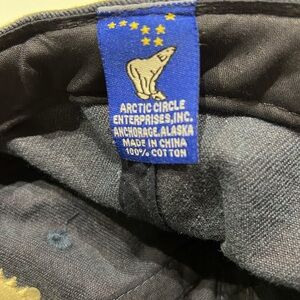 ARCTIC CIRCLE
ENTERPRISES, INC.
ANCHORAGE, ALASKA
MADE IN CHINA
100% COTTON